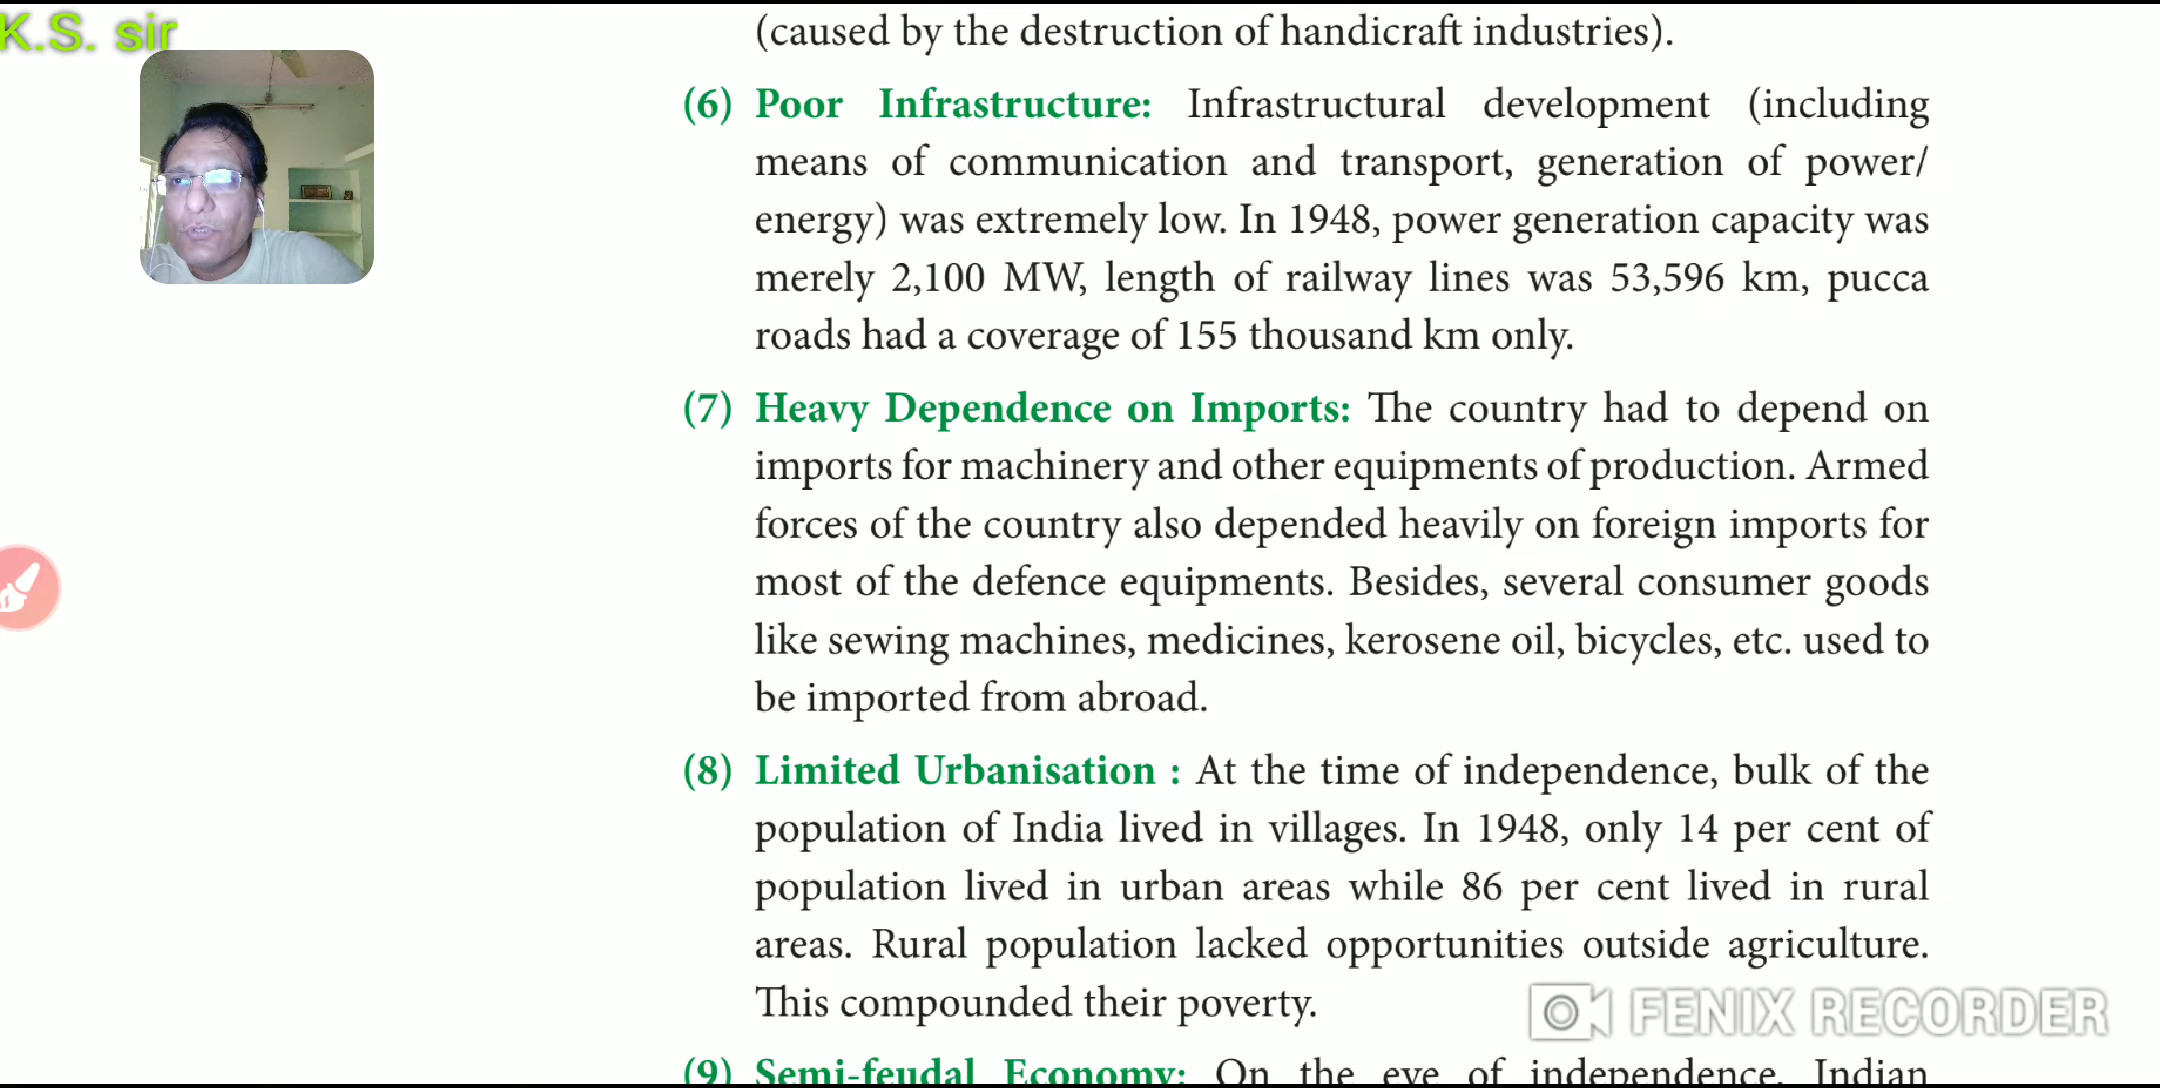 K.S. sir
(caused by the destruction of handicraft industries).
(6) Poor Infrastructure: Infrastructural development (including
means of communication and transport, generation of power/
energy) was extremely low. In 1948, power generation capacity was
merely 2,100 MW, length of railway lines was 53,596 km, pucca
roads had a coverage of 155 thousand km only.
(7) Heavy Dependence on Imports: The country had to depend on
imports for machinery and other equipments of production. Armed
forces of the country also depended heavily on foreign imports for
most of the defence equipments. Besides, several consumer goods
like sewing machines, medicines, kerosene oil, bicycles, etc. used to
be imported from abroad.
(8) Limited Urbanisation : At the time of independence, bulk of the
population of India lived in villages. In 1948, only 14 per cent of
population lived in urban areas while 86 per cent lived in rural
areas. Rural population lacked opportunities outside agriculture.
This compounded their poverty.
FENIX RECORDER
(9) Semi-feudal Economy: On the eve of independence, Indian